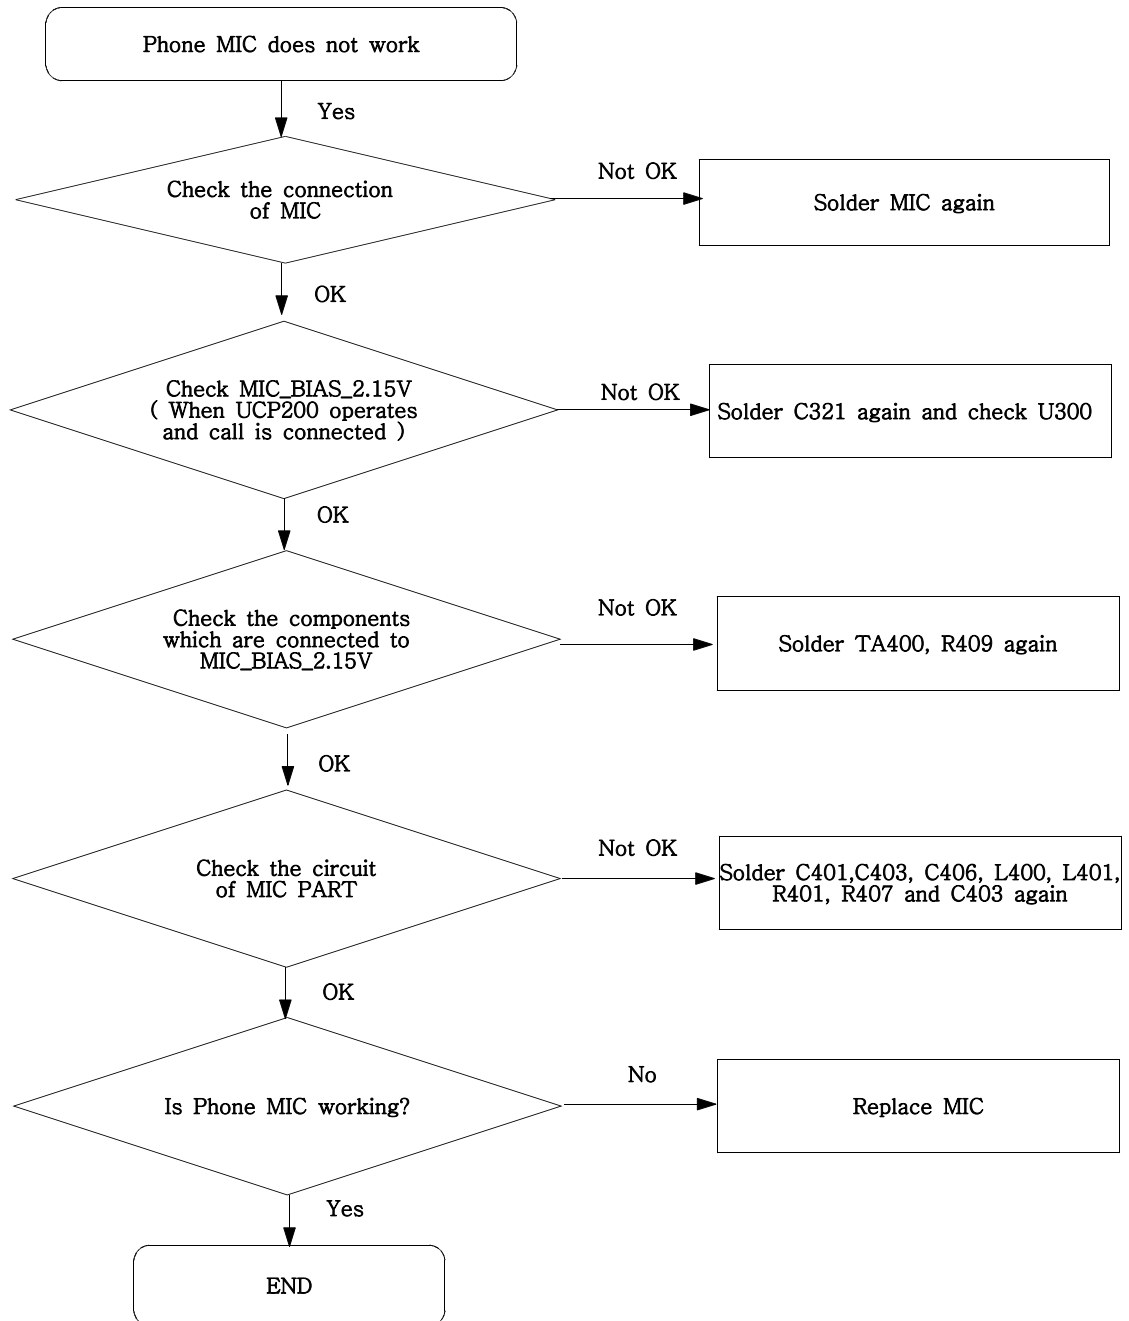 Phone MIC does not work
Yes
Check the connection
of MIC
Not OK
Solder MIC again
OK
Check MIC_BIAS_2.15V
( When UCP200 operates
and call is connected )
Not OK
Solder C321 again and check U300
OK
Check the components
which are connected to
MIC_BIAS_2.15V
Not OK
Solder TA400, R409 again
OK
Check the circuit
of MIC PART
Not OK
Solder C401,C403, C406, L400, L401,
R401, R407 and C403 again
OK
Is Phone MIC working?
No
Replace MIC
Yes
END